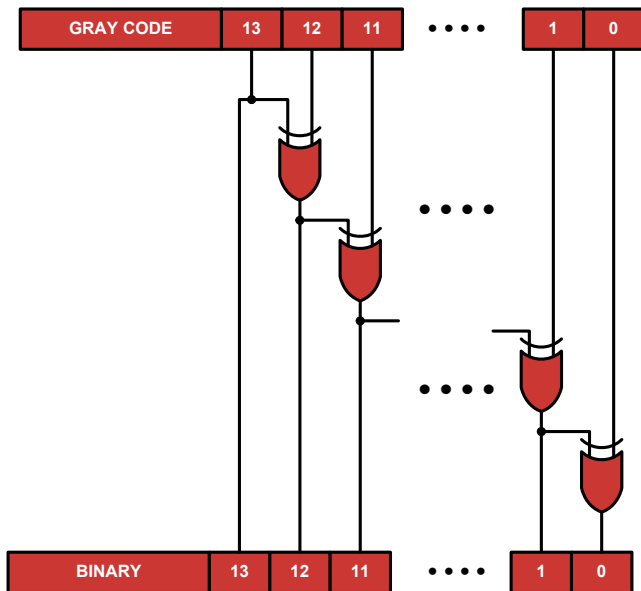 GRAY CODE 13 12 11 •••• 1 0
BINARY 13 12 11 •••• 1 0